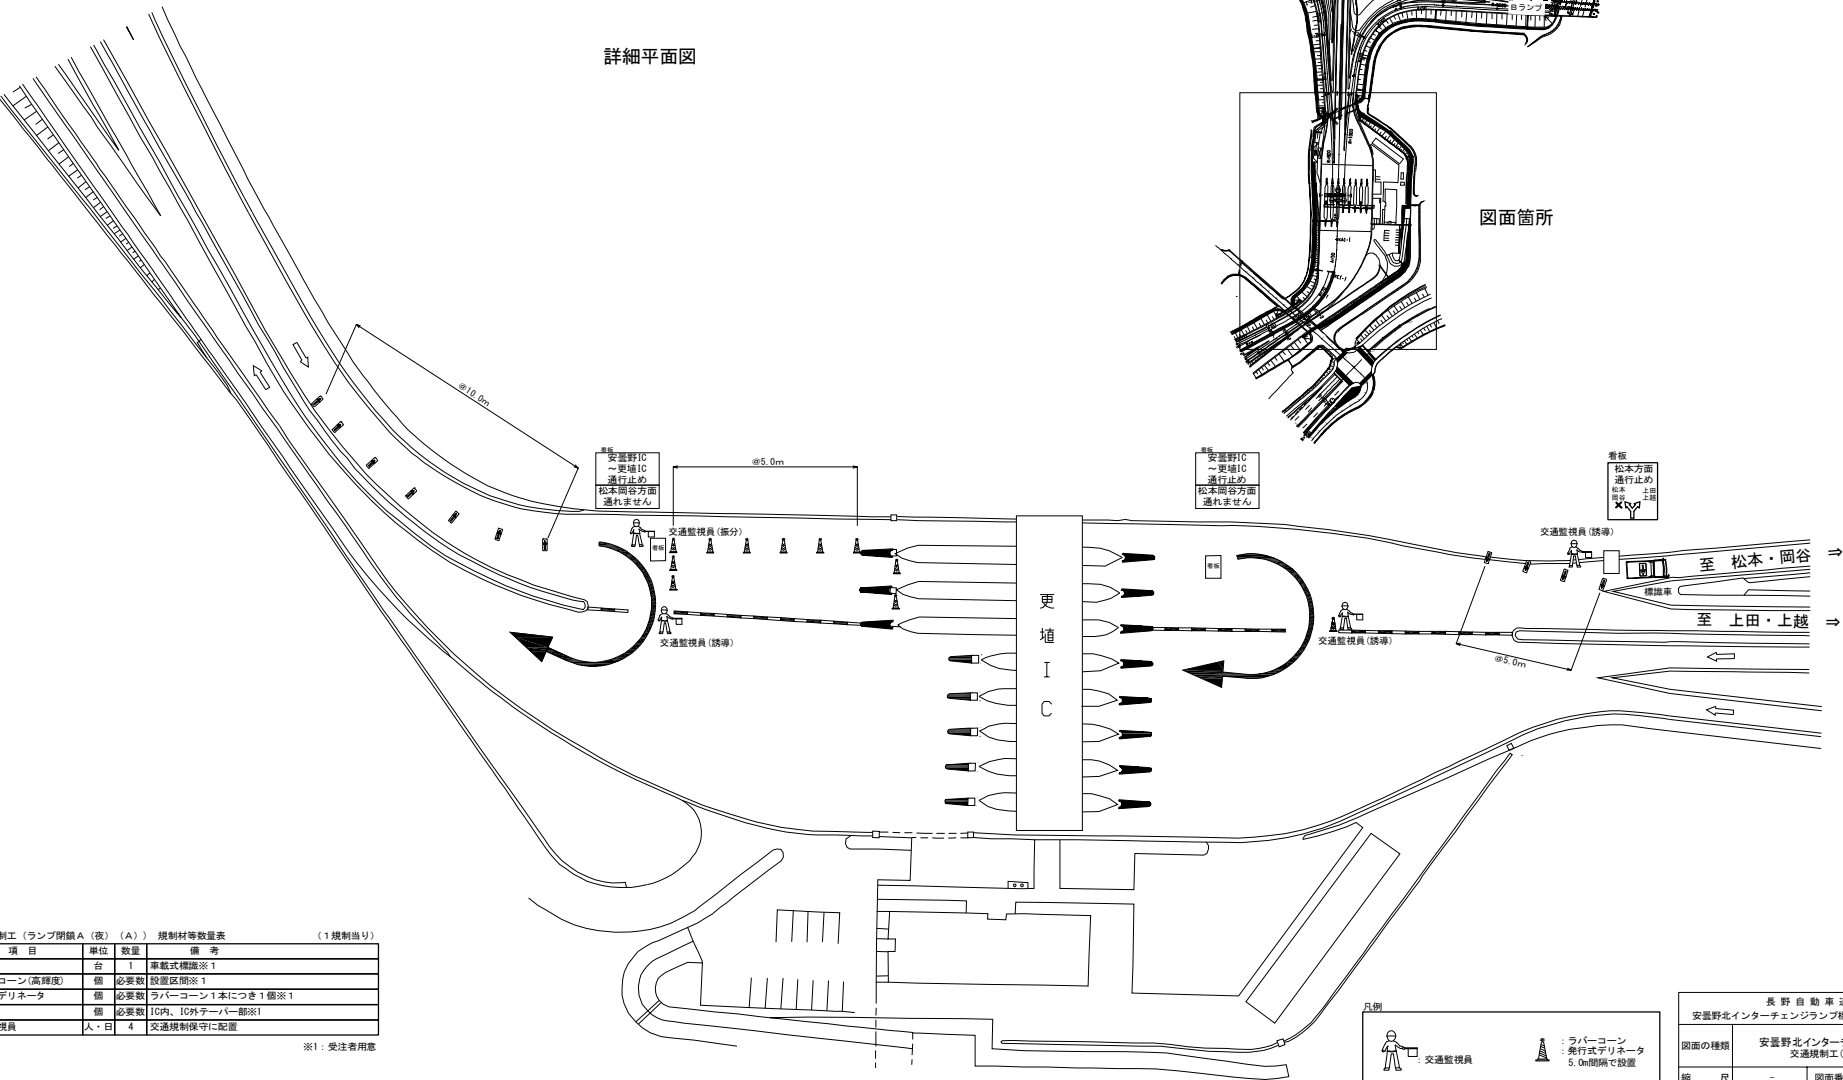 詳細平面図
Bランプ
図面箇所
@10.0m
看板
安曇野IC
～更埴IC
通行止め
松本岡谷方面
通れません
@5.0m
交通監視員(振分)
看板
交通監視員(誘導)
更埴IC
看板
安曇野IC
～更埴IC
通行止め
松本岡谷方面
通れません
看板
交通監視員(誘導)
@5.0m
看板
松本方面
通行止め
松本 上田
岡谷 上越
交通監視員(誘導)
標識車
至 松本・岡谷 ⇒
至 上田・上越 ⇒
制工（ランプ閉鎖A（夜）（A）） 規制材等数量表 （1規制当り）
項 目 単位 数量 備 考
台 1 車載式標識※1
コーン(高輝度) 個 必要数 設置区間※1
デリネータ 個 必要数 ラバーコーン1本につき1個※1
個 必要数 IC内、IC外テーパー部※1
視員 人・日 4 交通規制保守に配置
※1：受注者用意
凡例
：交通監視員
：ラバーコーン
：発行式デリネータ
5.0m間隔で設置
長 野 自 動 車 道
安曇野北インターチェンジランプ
図面の種類 安曇野北インター
交通規制工(
縮 尺 － 図面番